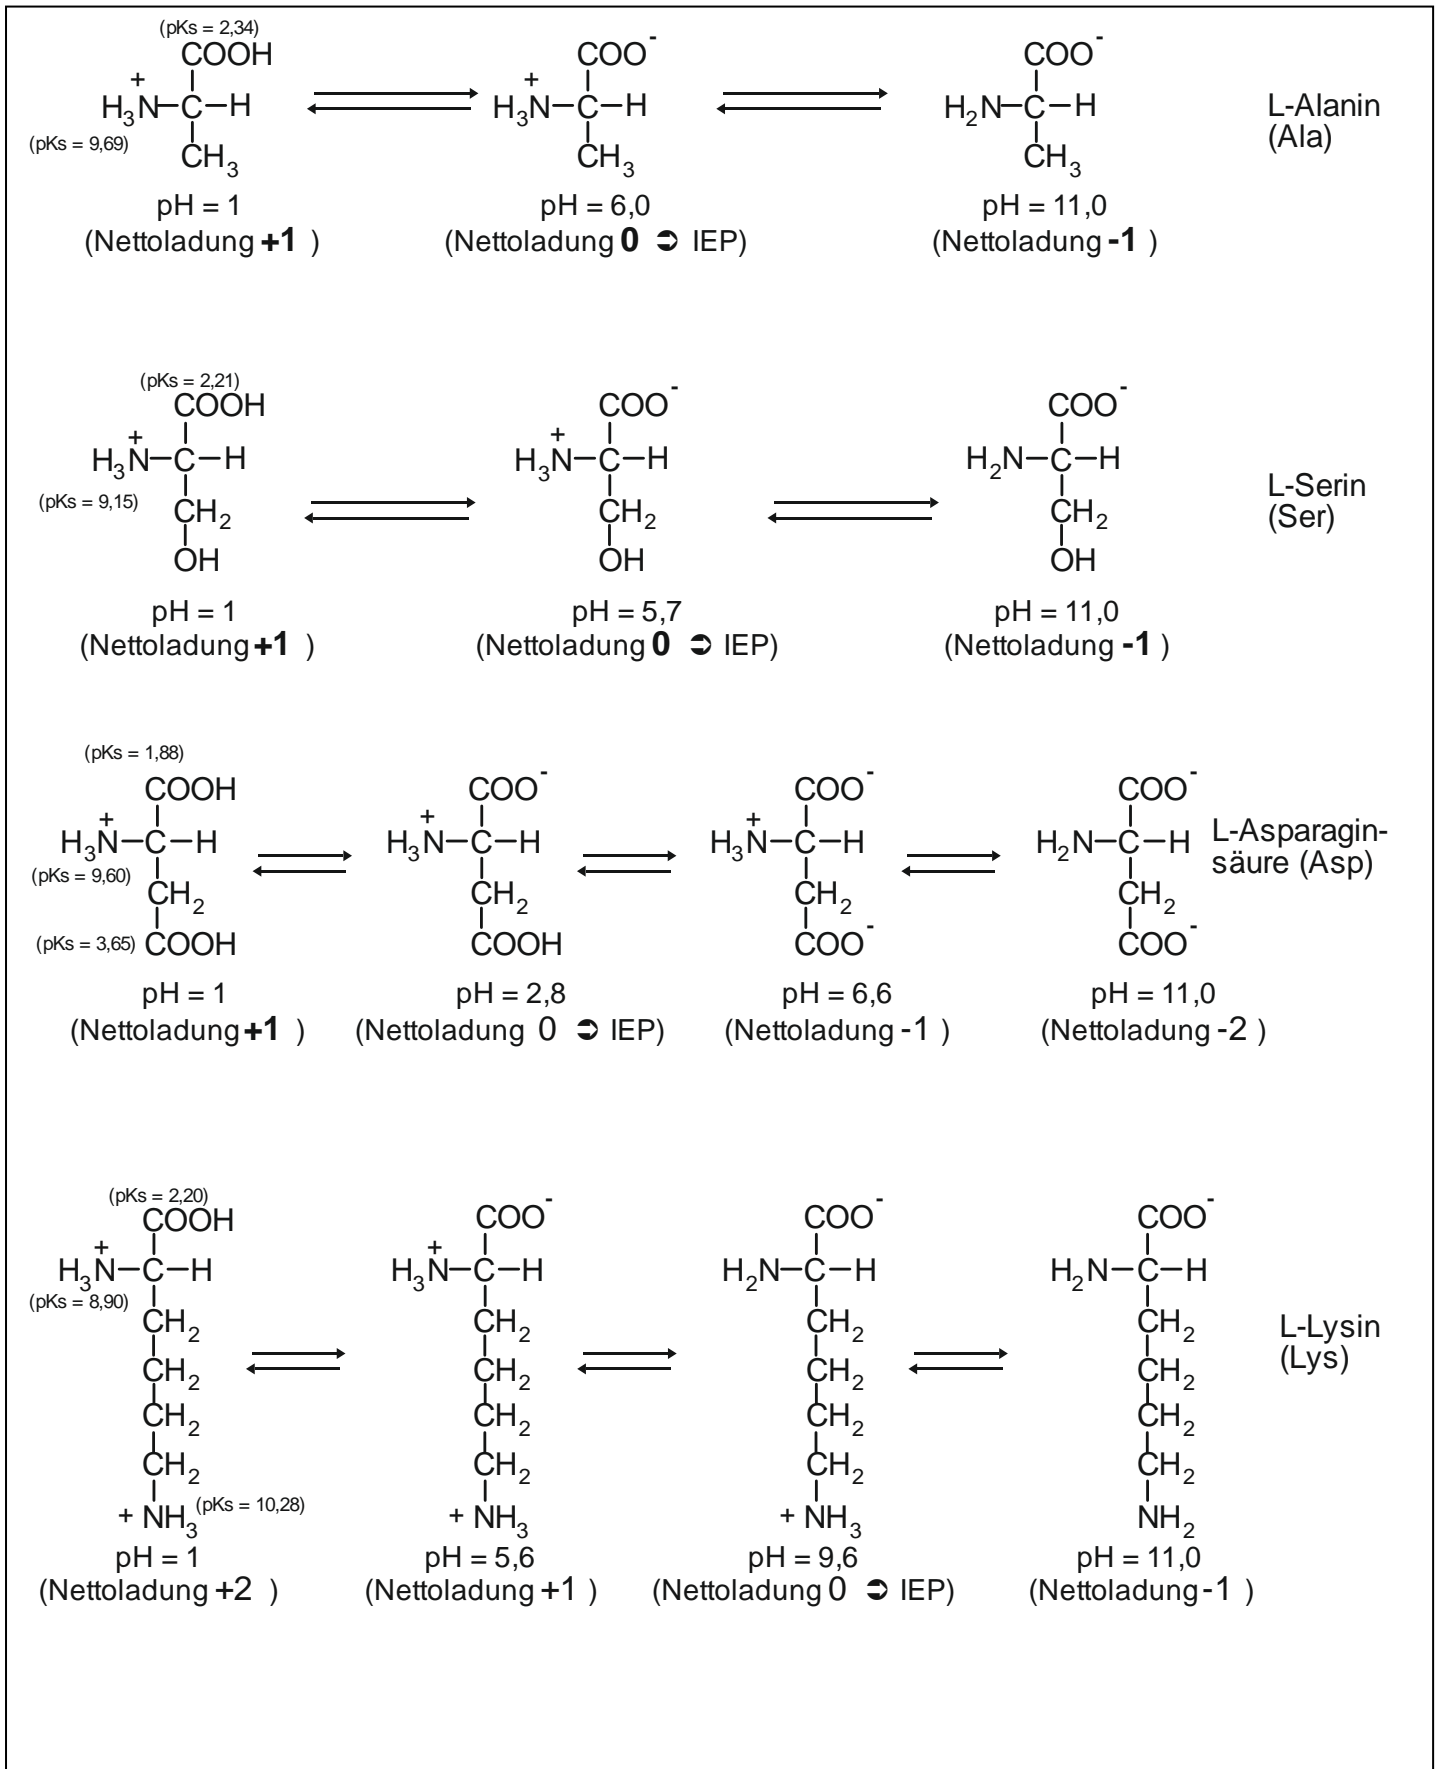 (pKs = 2,34)
COOH COO- COO-
+ +
H3N-C-H H3N-C-H H2N-C-H L-Alanin
(pKs = 9,69) (Ala)
CH3 CH3 CH3
pH = 1 pH = 6,0 pH = 11,0
(Nettoladung +1 ) (Nettoladung 0 ➲ IEP) (Nettoladung -1 )
(pKs = 2,21)
COOH COO- COO-
+ +
H3N-C-H H3N-C-H H2N-C-H L-Serin
(pKs = 9,15) (Ser)
CH2 CH2 CH2
OH OH OH
pH = 1 pH = 5,7 pH = 11,0
(Nettoladung +1 ) (Nettoladung 0 ➲ IEP) (Nettoladung -1 )
(pKs = 1,88)
COOH COO- COO- COO-
+ + +
H3N-C-H H3N-C-H H3N-C-H H2N-C-H L-Asparagin-
(pKs = 9,60) säure (Asp)
CH2 CH2 CH2 CH2
(pKs = 3,65) COOH COOH COO- COO-
pH = 1 pH = 2,8 pH = 6,6 pH = 11,0
(Nettoladung +1 ) (Nettoladung 0 ➲ IEP) (Nettoladung -1 ) (Nettoladung -2 )
(pKs = 2,20)
COOH COO- COO- COO-
+ +
H3N-C-H H3N-C-H H2N-C-H H2N-C-H
(pKs = 8,90)
CH2 CH2 CH2 CH2 L-Lysin
CH2 CH2 CH2 CH2 (Lys)
CH2 CH2 CH2 CH2
CH2 CH2 CH2 CH2
+ NH3 (pKs = 10,28) + NH3 + NH3 NH2
pH = 1 pH = 5,6 pH = 9,6 pH = 11,0
(Nettoladung +2 ) (Nettoladung +1 ) (Nettoladung 0 ➲ IEP) (Nettoladung -1 )